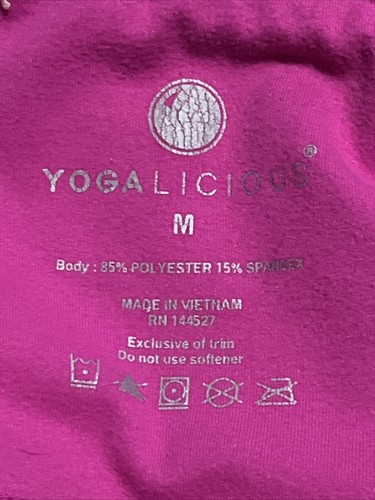 YOGALICIOUS®
M
Body : 85% POLYESTER 15% SPANDEX
MADE IN VIETNAM
RN 144527
Exclusive of trim
Do not use softener